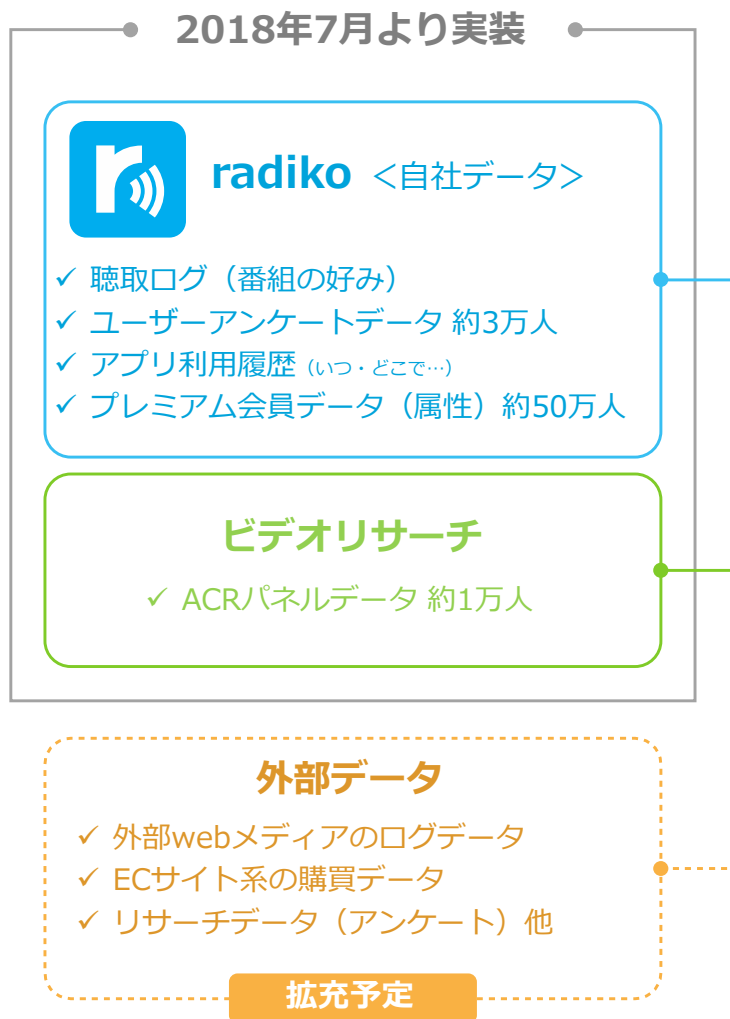 2018年7月より実装
radiko <自社データ>
✓ 聴取ログ（番組の好み）
✓ ユーザーアンケートデータ 約3万人
✓ アプリ利用履歴（いつ・どこで…）
✓ プレミアム会員データ（属性）約50万人
ビデオリサーチ
✓ ACRパネルデータ 約1万人
外部データ
✓ 外部webメディアのログデータ
✓ ECサイト系の購買データ
✓ リサーチデータ（アンケート）他
拡充予定